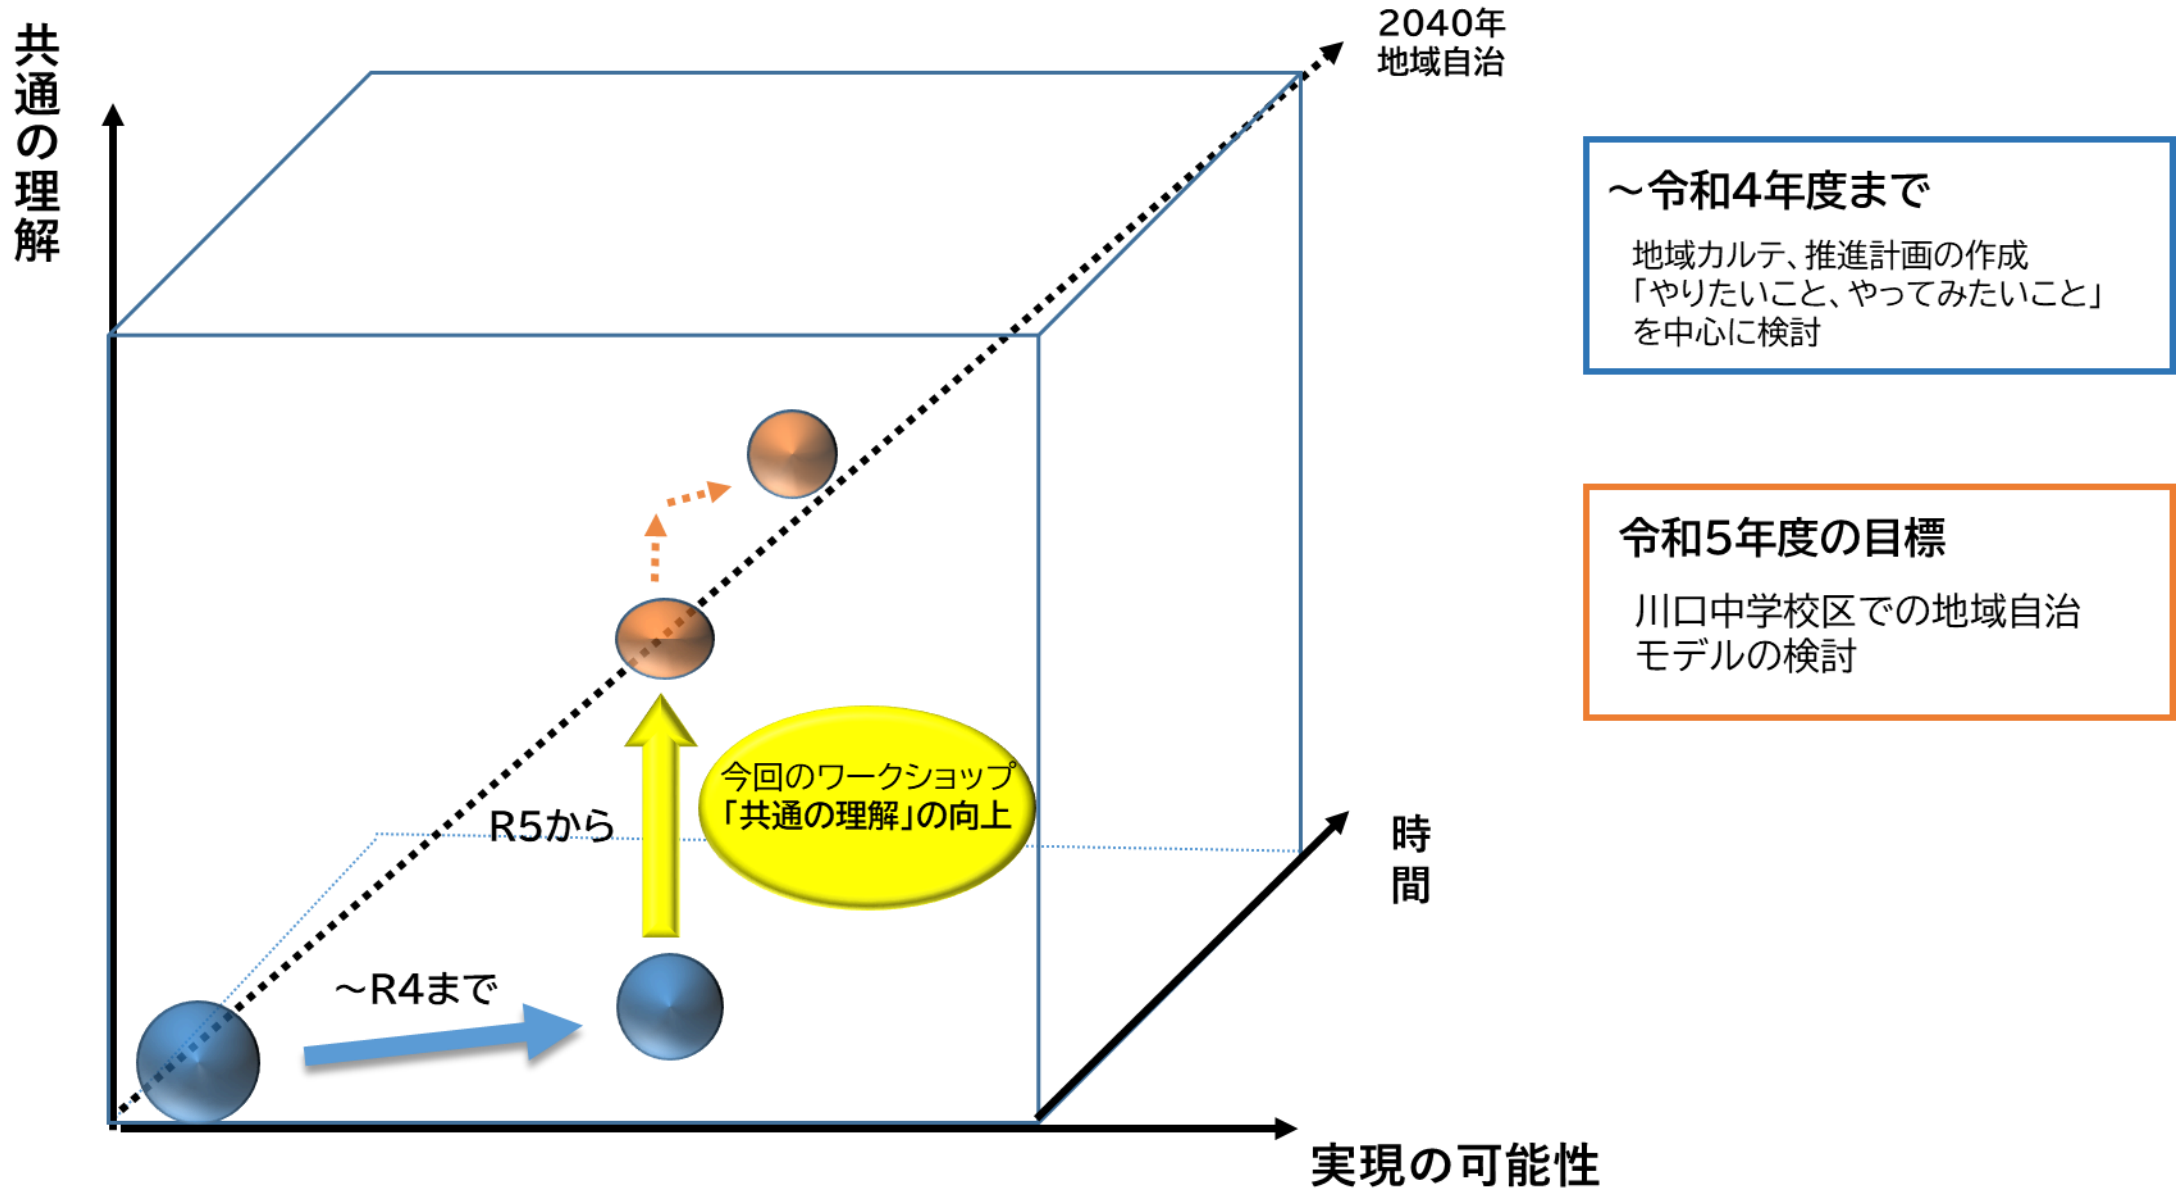 共通の理解
2040年
地域自治
～令和4年度まで
地域カルテ、推進計画の作成
「やりたいこと、やってみたいこと」
を中心に検討
令和5年度の目標
川口中学校区での地域自治
モデルの検討
今回のワークショップ
「共通の理解」の向上
R5から
時間
～R4まで
実現の可能性